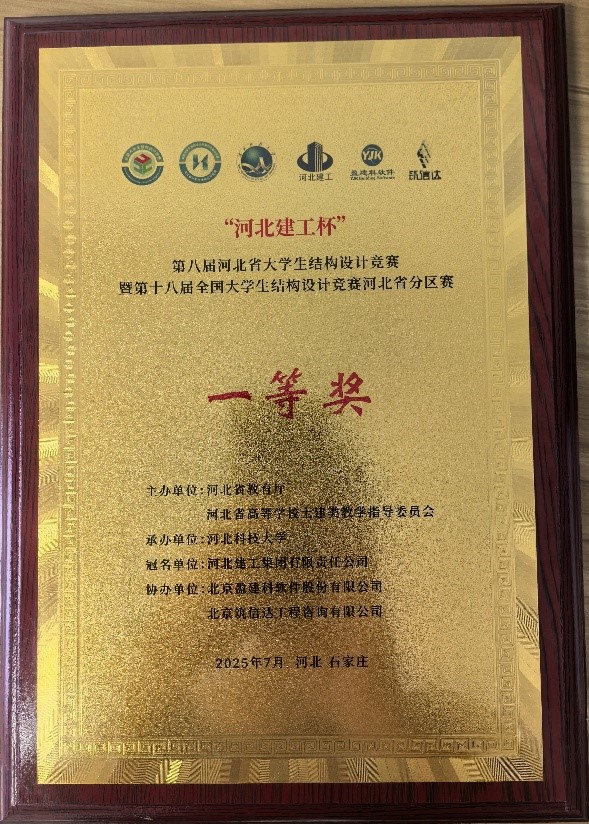 河北建工
YJK
盈建科软件
YJK Building Software
筑信达
“河北建工杯”
第八届河北省大学生结构设计竞赛
暨第十八届全国大学生结构设计竞赛河北省分区赛
一等奖
主办单位:河北省教育厅
河北省高等学校土建类教学指导委员会
承办单位:河北科技大学
冠名单位:河北建工集团有限责任公司
协办单位:北京盈建科软件股份有限公司
北京筑信达工程咨询有限公司
2025年7月 河北 石家庄